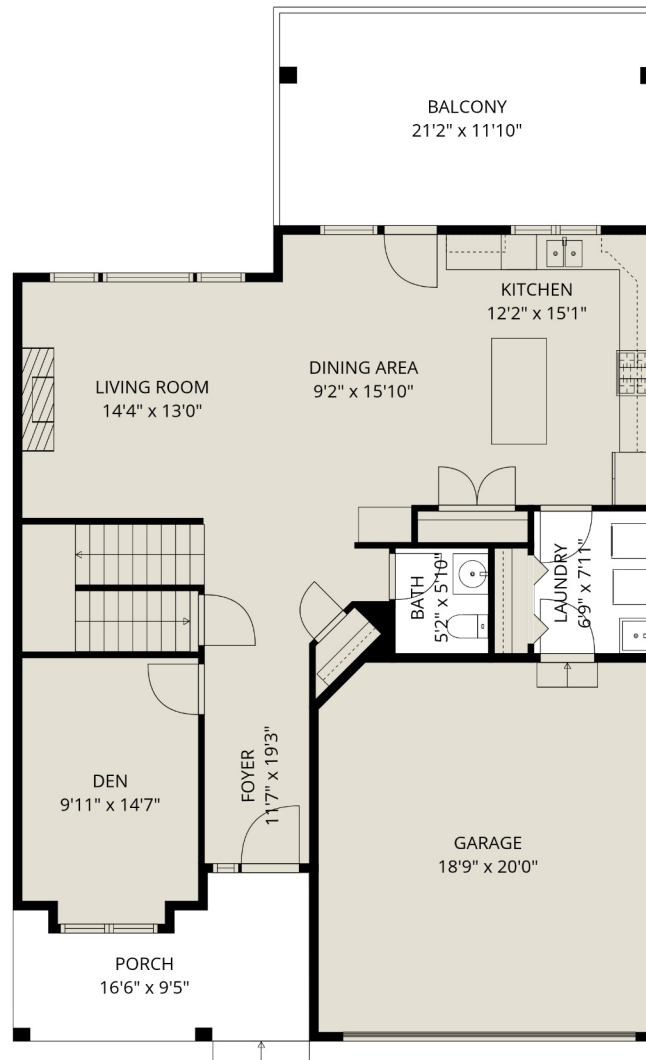 BALCONY
21'2" x 11'10"
KITCHEN
12'2" x 15'1"
DINING AREA
9'2" x 15'10"
LIVING ROOM
14'4" x 13'0"
BATH
5'2" x 5'10"
LAUNDRY
6'9" x 7'11"
DEN
9'11" x 14'7"
FOYER
11'7" x 19'3"
GARAGE
18'9" x 20'0"
PORCH
16'6" x 9'5"